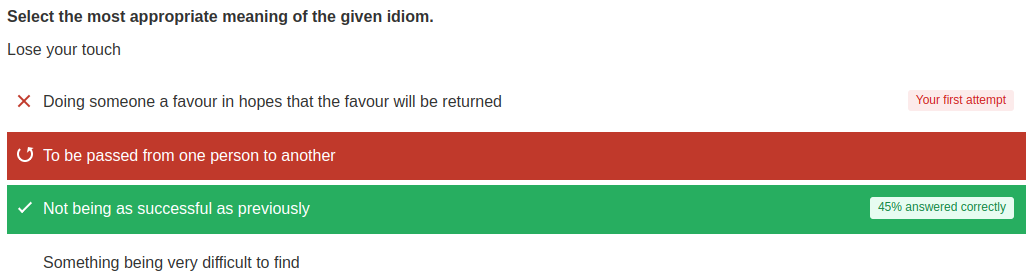 Select the most appropriate meaning of the given idiom.
Lose your touch
Doing someone a favour in hopes that the favour will be returned
Your first attempt
To be passed from one person to another
Not being as successful as previously
45% answered correctly
Something being very difficult to find